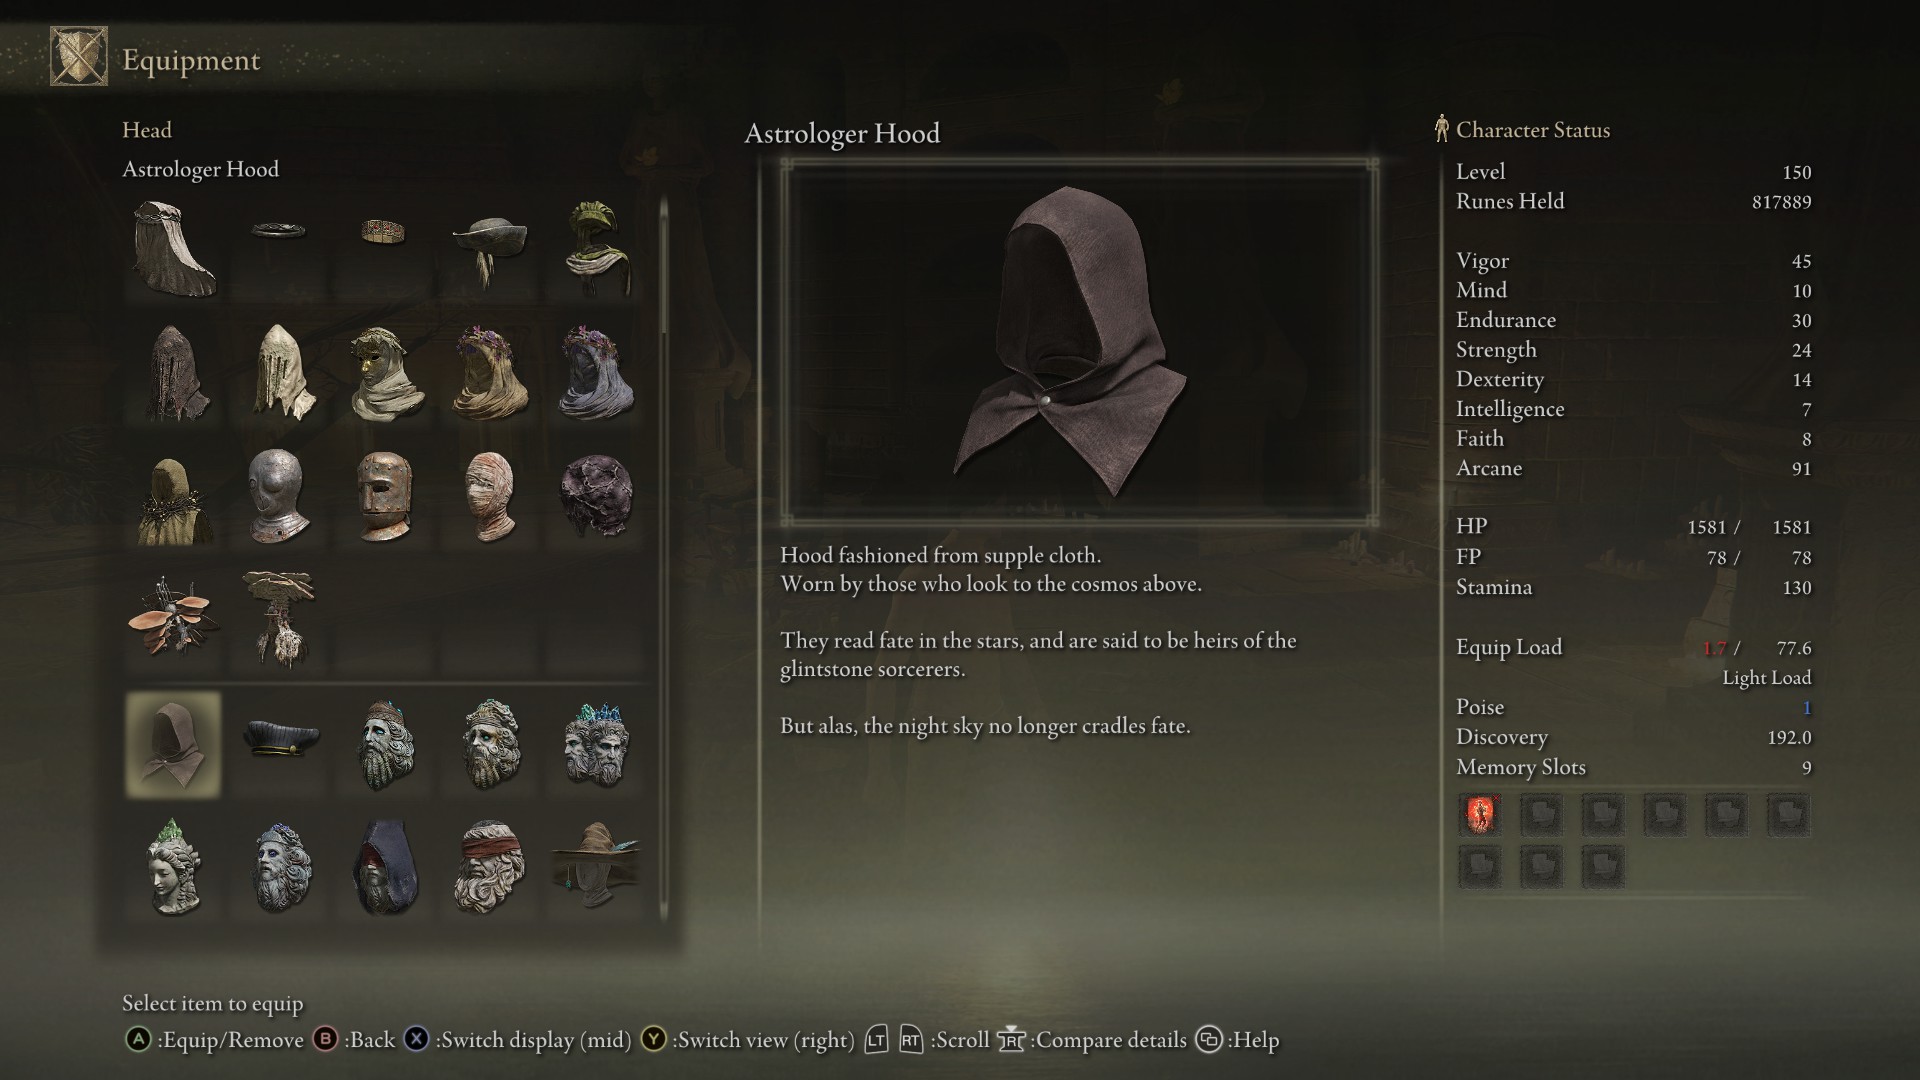 Equipment
Head
Astrologer Hood
Astrologer Hood
Hood fashioned from supple cloth.
Worn by those who look to the cosmos above.
They read fate in the stars, and are said to be heirs of the
glintstone sorcerers.
But alas, the night sky no longer cradles fate.
Character Status
Level 150
Runes Held 817889
Vigor 45
Mind 10
Endurance 30
Strength 24
Dexterity 14
Intelligence 7
Faith 8
Arcane 91
HP 1581 / 1581
FP 78 / 78
Stamina 130
Equip Load 1.7 / 77.6
Light Load
Poise 1
Discovery 192.0
Memory Slots 9
Select item to equip
A :Equip/Remove B :Back X :Switch display (mid) Y :Switch view (right) LT RT :Scroll R :Compare details :Help